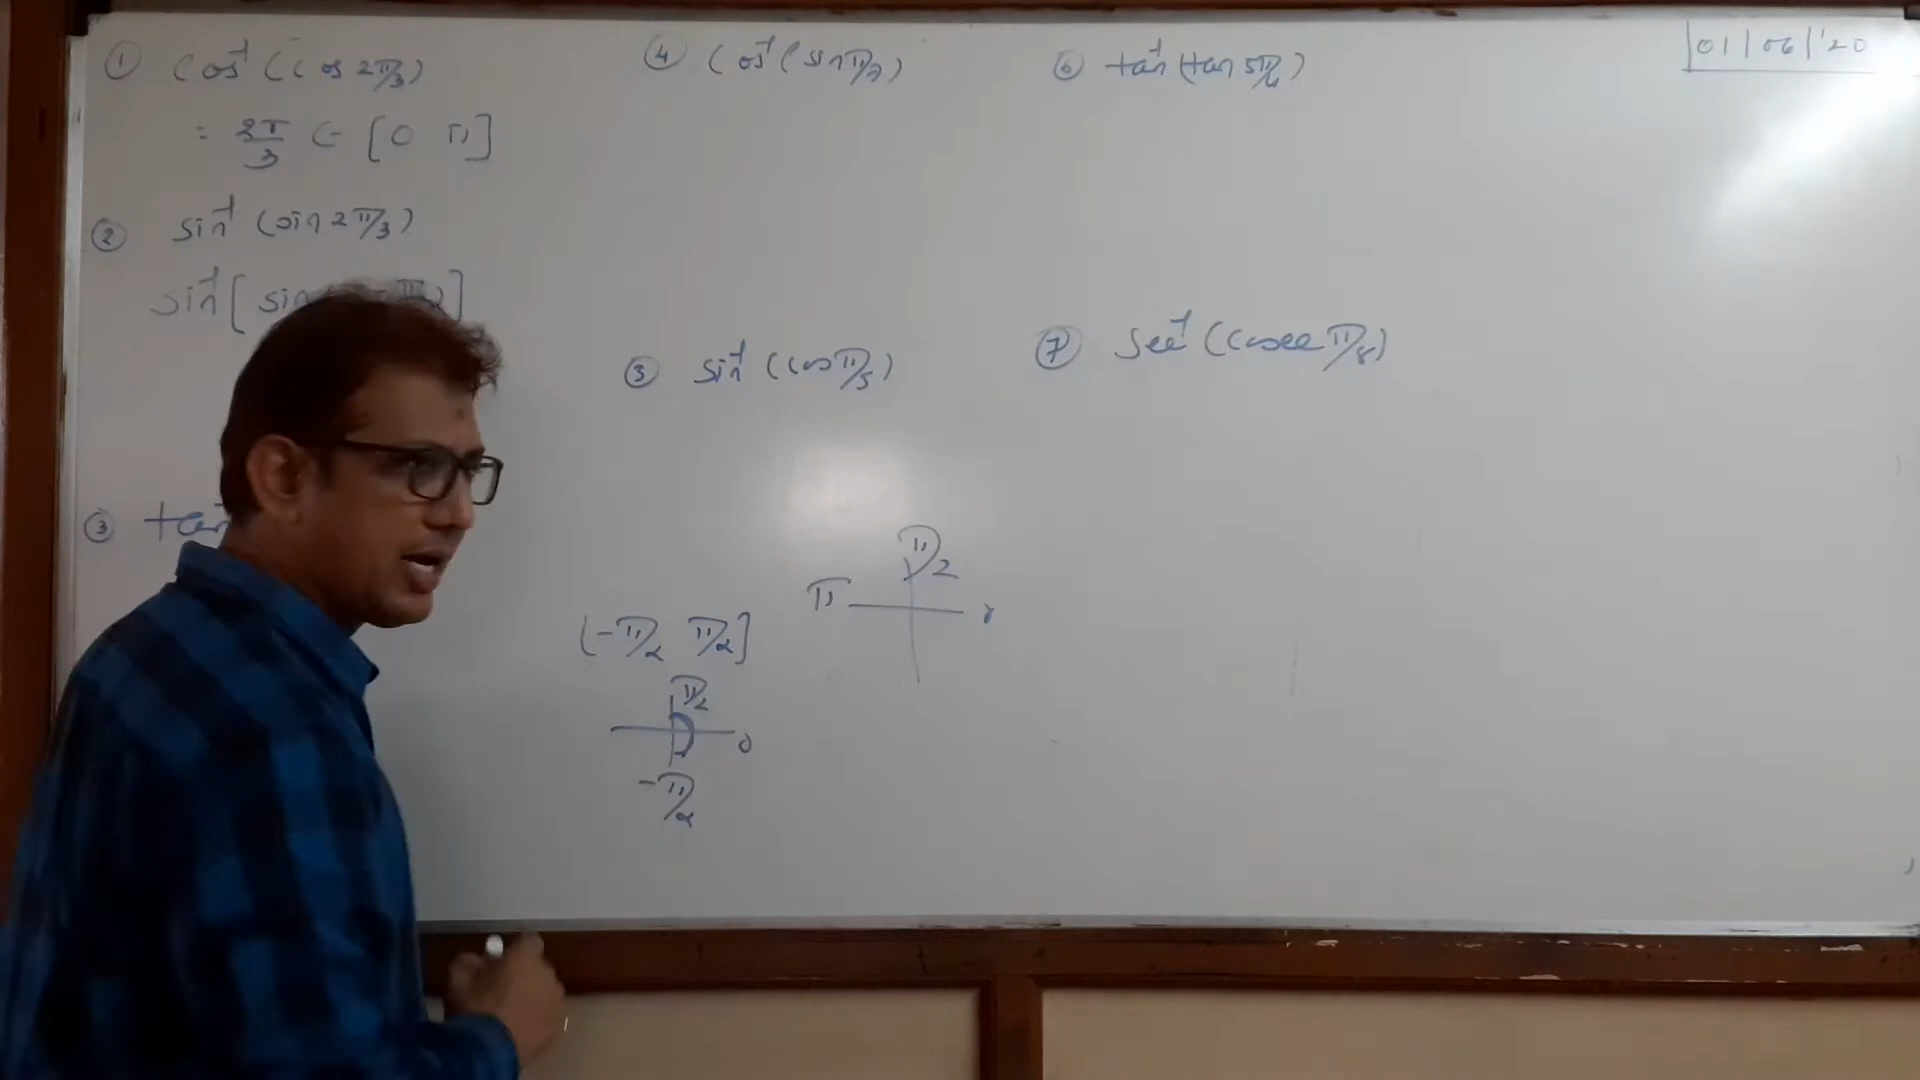 ① cos⁻¹(cos 2π/3)
= 2π/3 ∈ [0 π]
② sin⁻¹(sin 2π/3)
sin⁻¹[sin
③ tan⁻¹
④ cos⁻¹(sin π/7)
⑤ sin⁻¹(cos π/5)
(-π/2 π/2]
π/2
0
-π/2
π/2
π
⑥ tan⁻¹(tan 5π/6)
⑦ sec⁻¹(cosec π/8)
01/06/'20